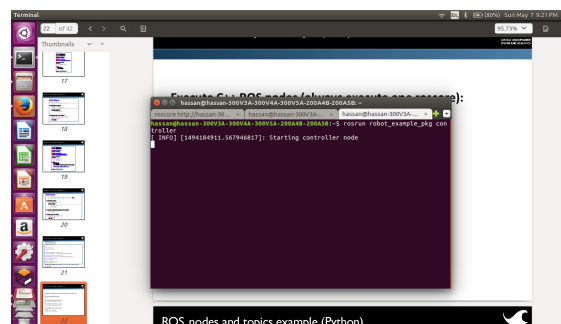 Terminal
(80%) Sun May 7 9:21 PM
22 of 42
95,73%
Thumbnails
17
18
19
20
21
22
Execute C++ ROS nodes (always execute one roscore):
hassan@hassan-300V3A-300V4A-300V5A-200A4B-200A5B: ~
roscore http://hassan-30... × hassan@hassan-300V3A-... × hassan@hassan-300V3A-... ×
hassan@hassan-300V3A-300V4A-300V5A-200A4B-200A5B:~$ rosrun robot_example_pkg con
troller
[ INFO] [1494184911.567946817]: Starting controller node
ROS nodes and topics example (Python)